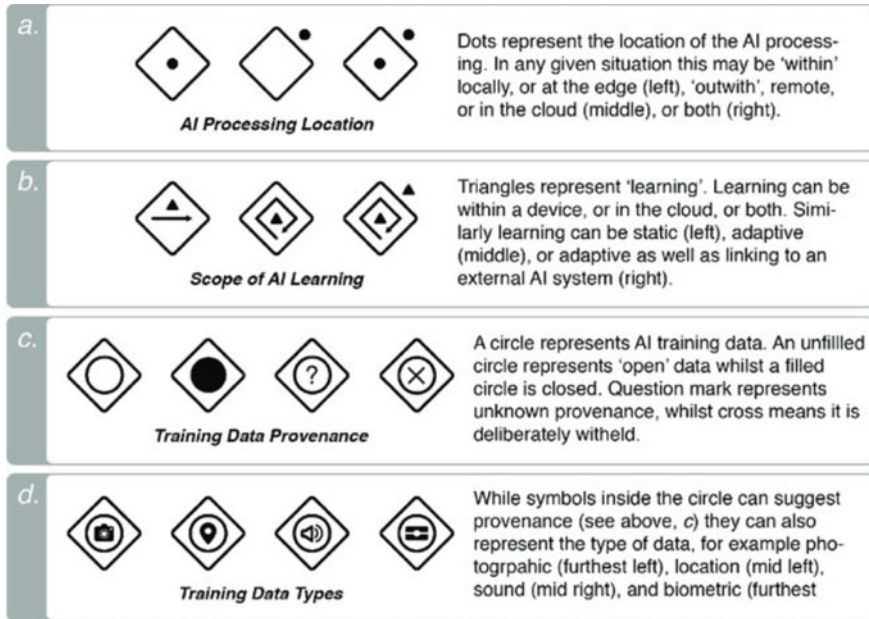 a.
AI Processing Location
Dots represent the location of the AI process-
ing. In any given situation this may be ‘within’
locally, or at the edge (left), ‘outwith’, remote,
or in the cloud (middle), or both (right).
b.
Scope of AI Learning
Triangles represent ‘learning’. Learning can be
within a device, or in the cloud, or both. Simi-
larly learning can be static (left), adaptive
(middle), or adaptive as well as linking to an
external AI system (right).
c.
?
Training Data Provenance
A circle represents AI training data. An unfillled
circle represents ‘open’ data whilst a filled
circle is closed. Question mark represents
unknown provenance, whilst cross means it is
deliberately witheld.
d.
Training Data Types
While symbols inside the circle can suggest
provenance (see above, c) they can also
represent the type of data, for example pho-
togrpahic (furthest left), location (mid left),
sound (mid right), and biometric (furthest